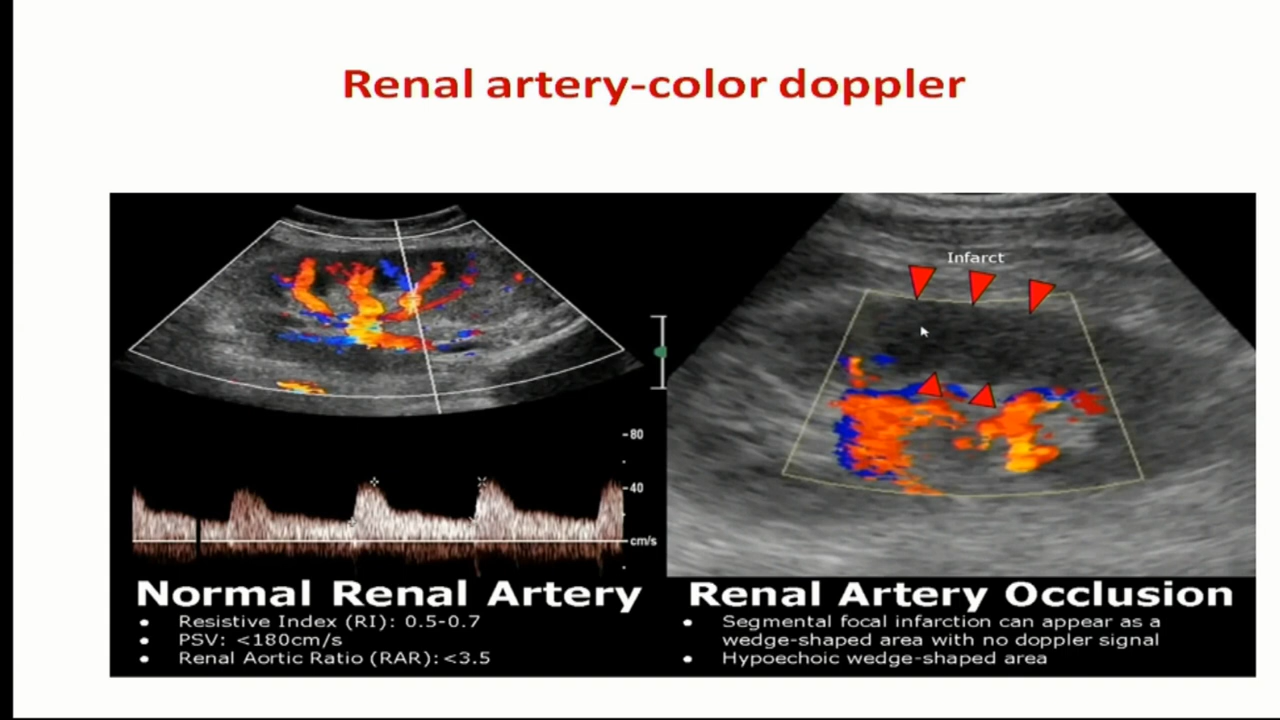 Renal artery-color doppler
Infarct
80
40
cm/s
Normal Renal Artery
• Resistive Index (RI): 0.5-0.7
• PSV: <180cm/s
• Renal Aortic Ratio (RAR): <3.5
Renal Artery Occlusion
• Segmental focal infarction can appear as a
wedge-shaped area with no doppler signal
• Hypoechoic wedge-shaped area